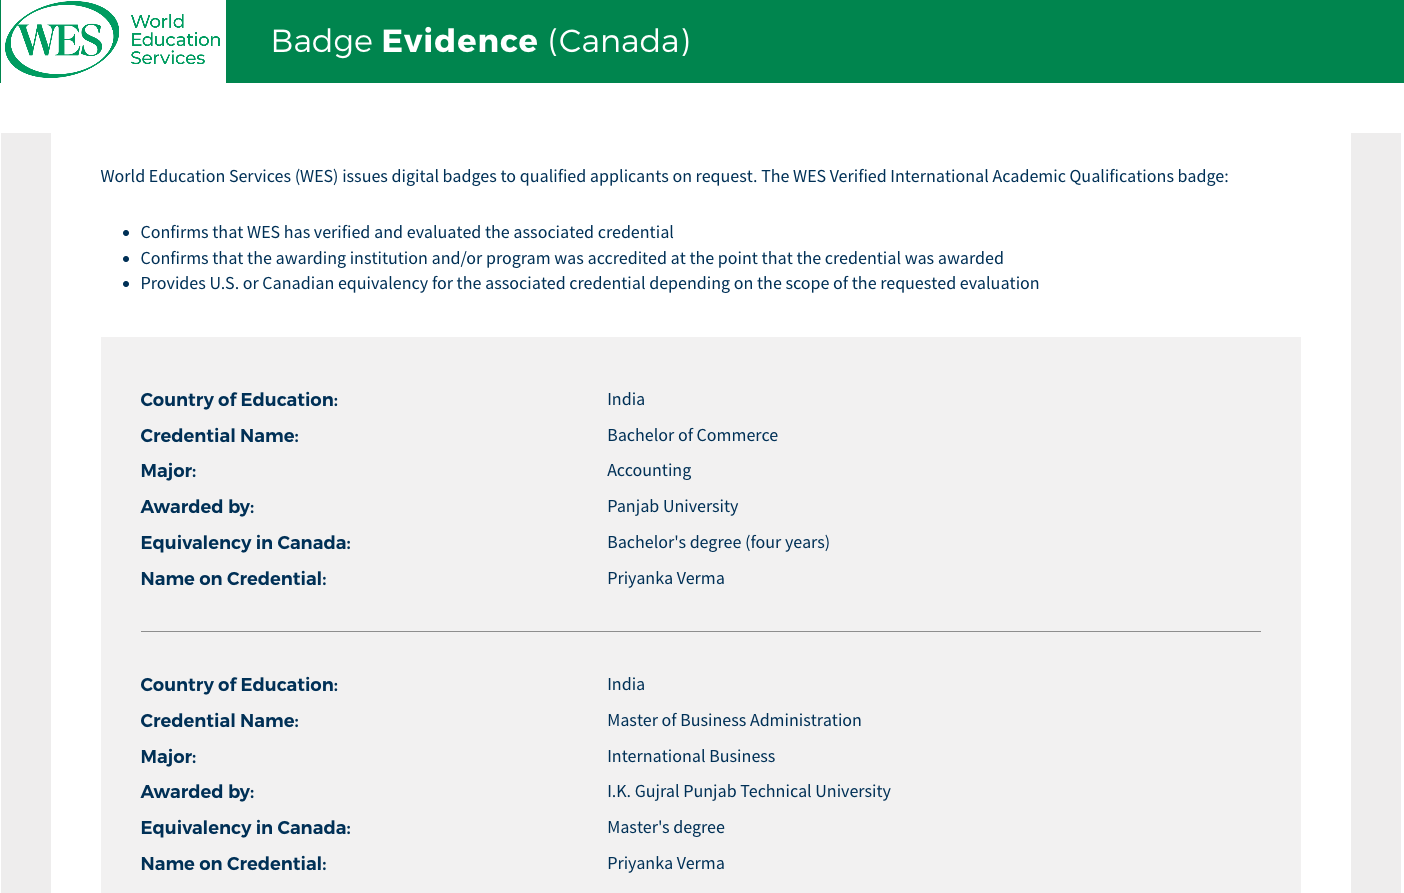 WES
World
Education
Services
Badge Evidence (Canada)
World Education Services (WES) issues digital badges to qualified applicants on request. The WES Verified International Academic Qualifications badge:
• Confirms that WES has verified and evaluated the associated credential
• Confirms that the awarding institution and/or program was accredited at the point that the credential was awarded
• Provides U.S. or Canadian equivalency for the associated credential depending on the scope of the requested evaluation
Country of Education: India
Credential Name: Bachelor of Commerce
Major: Accounting
Awarded by: Panjab University
Equivalency in Canada: Bachelor's degree (four years)
Name on Credential: Priyanka Verma
Country of Education: India
Credential Name: Master of Business Administration
Major: International Business
Awarded by: I.K. Gujral Punjab Technical University
Equivalency in Canada: Master's degree
Name on Credential: Priyanka Verma